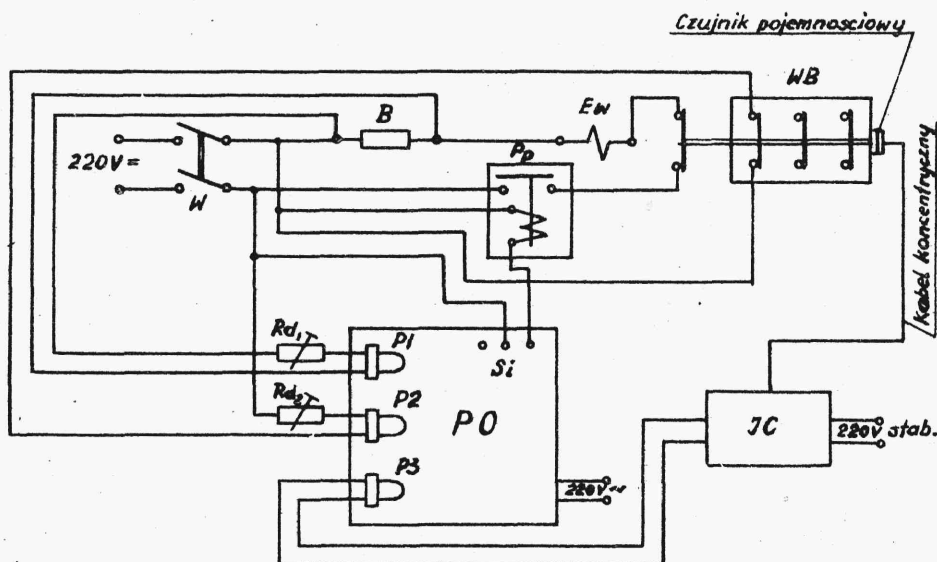 Czujnik pojemnosciowy
WB
B
Ew
220V=
W
Pp
Kabel koncentryczny
Rd1
P1
Si
Rd2
P2
PO
JC
220V stab.
P3
220V~